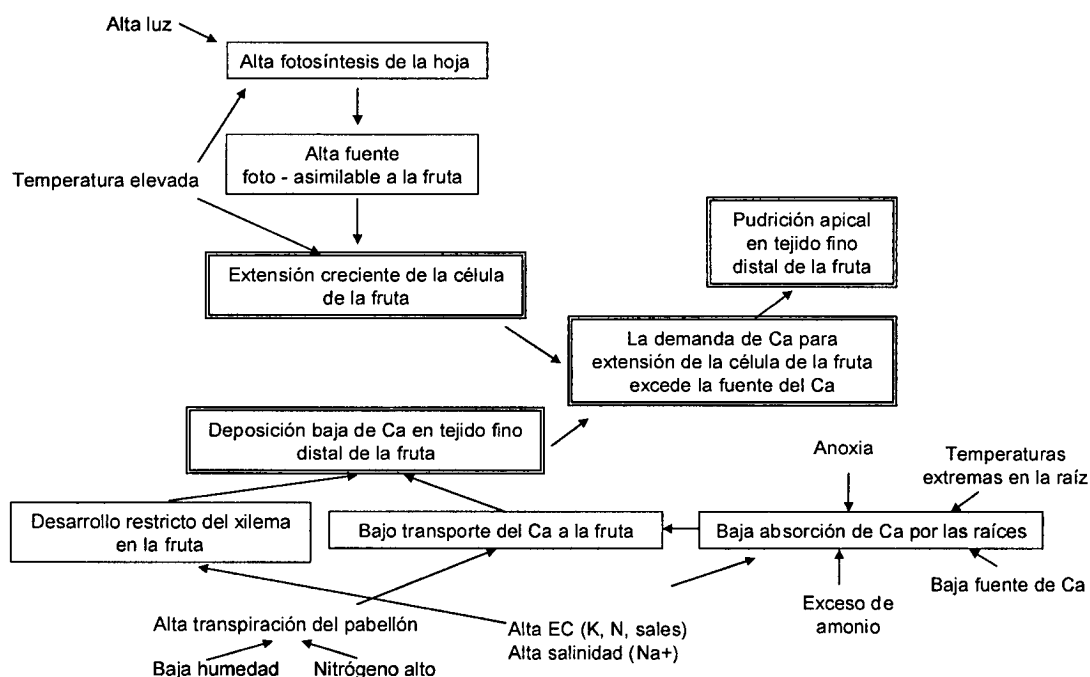 Alta luz
Alta fotosíntesis de la hoja
Alta fuente
foto - asimilable a la fruta
Temperatura elevada
Pudrición apical
en tejido fino
distal de la fruta
Extensión creciente de la célula
de la fruta
La demanda de Ca para
extensión de la célula de la fruta
excede la fuente del Ca
Deposición baja de Ca en tejido fino
distal de la fruta
Anoxia
Temperaturas
extremas en la raíz
Desarrollo restricto del xilema
en la fruta
Bajo transporte del Ca a la fruta
Baja absorción de Ca por las raíces
Baja fuente de Ca
Exceso de
amonio
Alta transpiración del pabellón
Alta EC (K, N, sales)
Alta salinidad (Na+)
Baja humedad
Nitrógeno alto